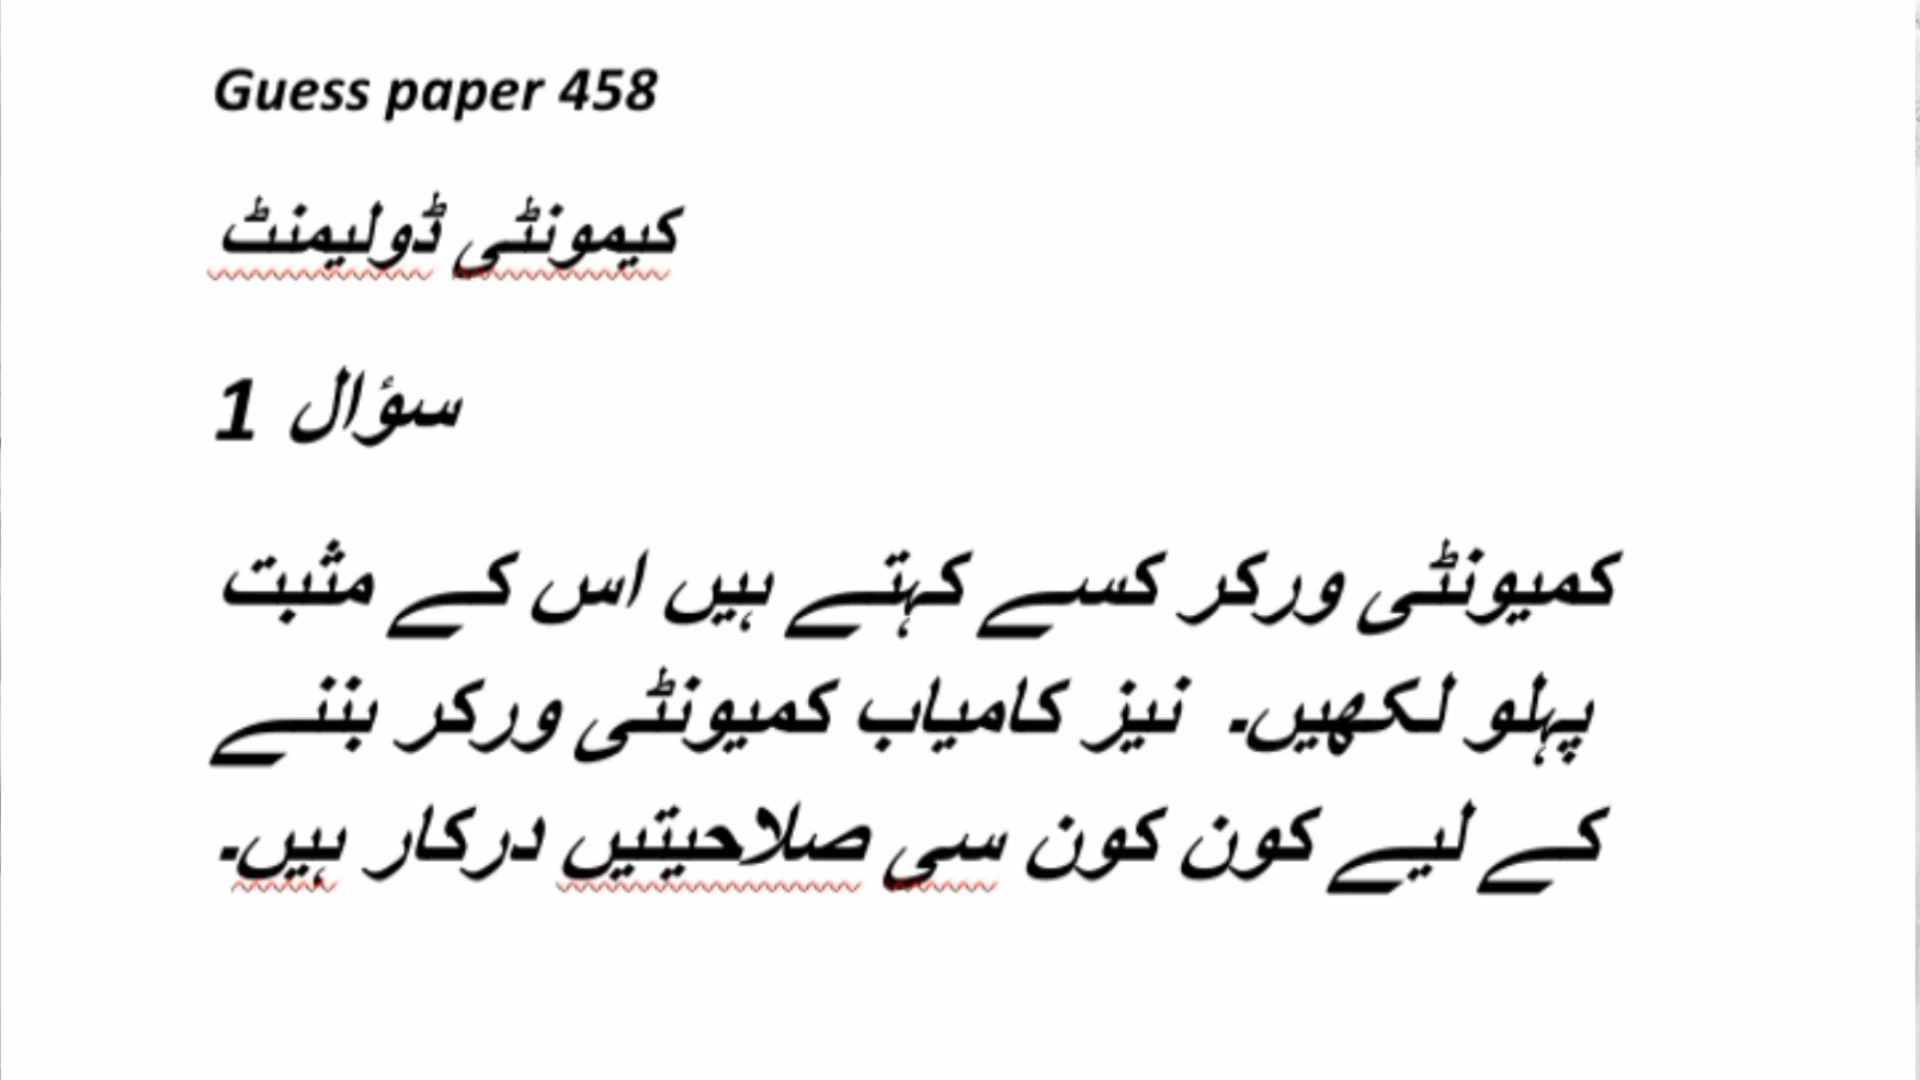 Guess paper 458
کیمونٹی ڈولیمنٹ
سؤال 1
کمیونٹی ورکر کسے کہتے ہیں اس کے مثبت
پہلو لکھیں۔ نیز کامیاب کمیونٹی ورکر بننے
کے لیے کون کون سی صلاحیتیں درکار ہیں۔